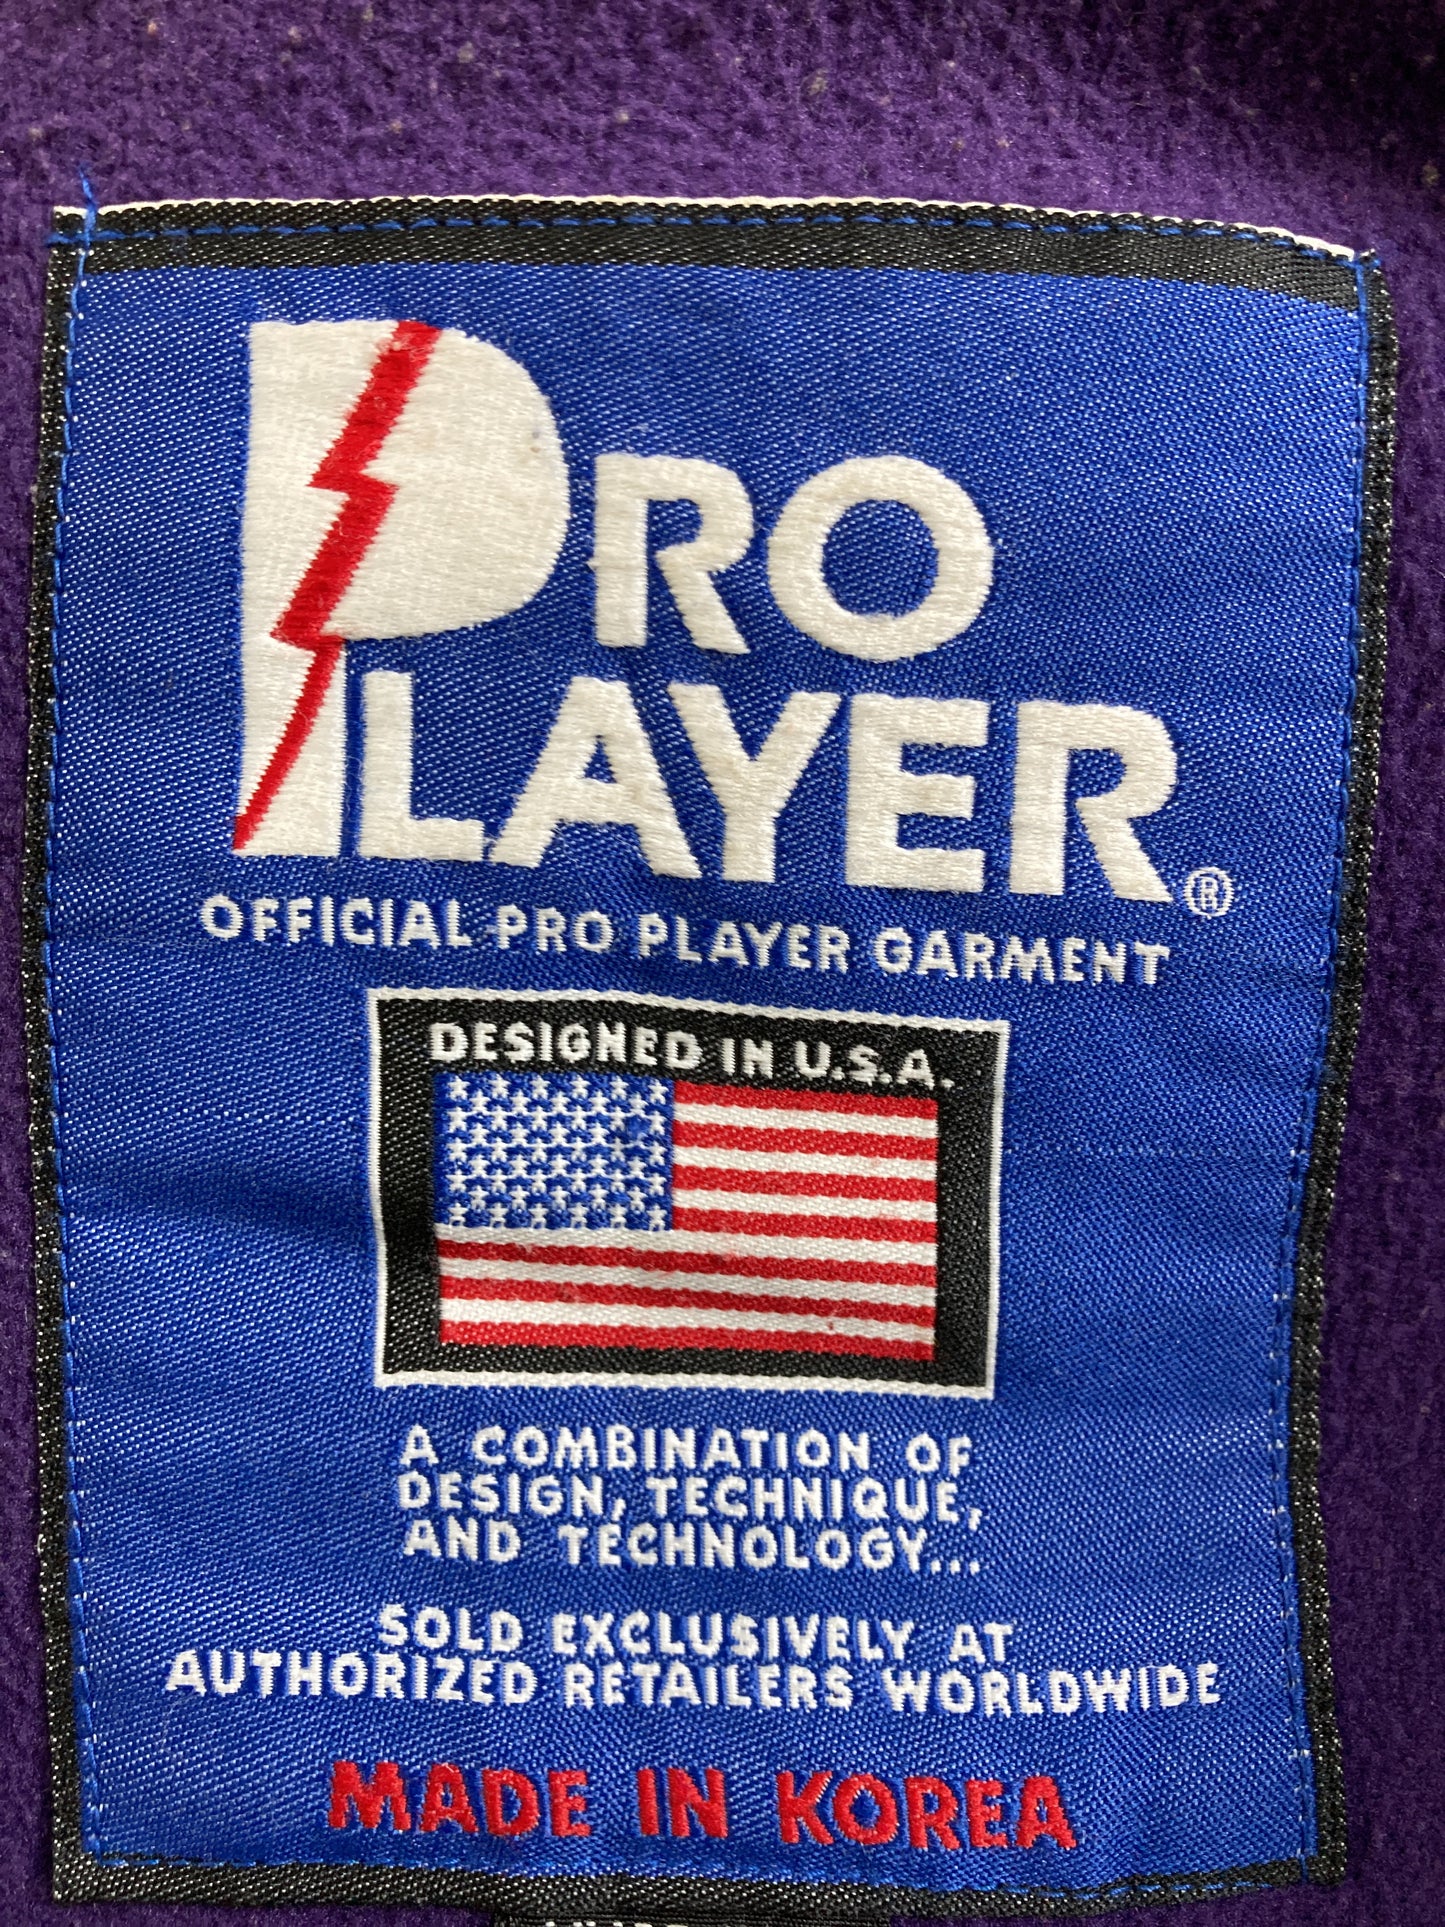 PRO
PLAYER®
OFFICIAL PRO PLAYER GARMENT
DESIGNED IN U.S.A.
A COMBINATION OF
DESIGN, TECHNIQUE,
AND TECHNOLOGY...
SOLD EXCLUSIVELY AT
AUTHORIZED RETAILERS WORLDWIDE
MADE IN KOREA